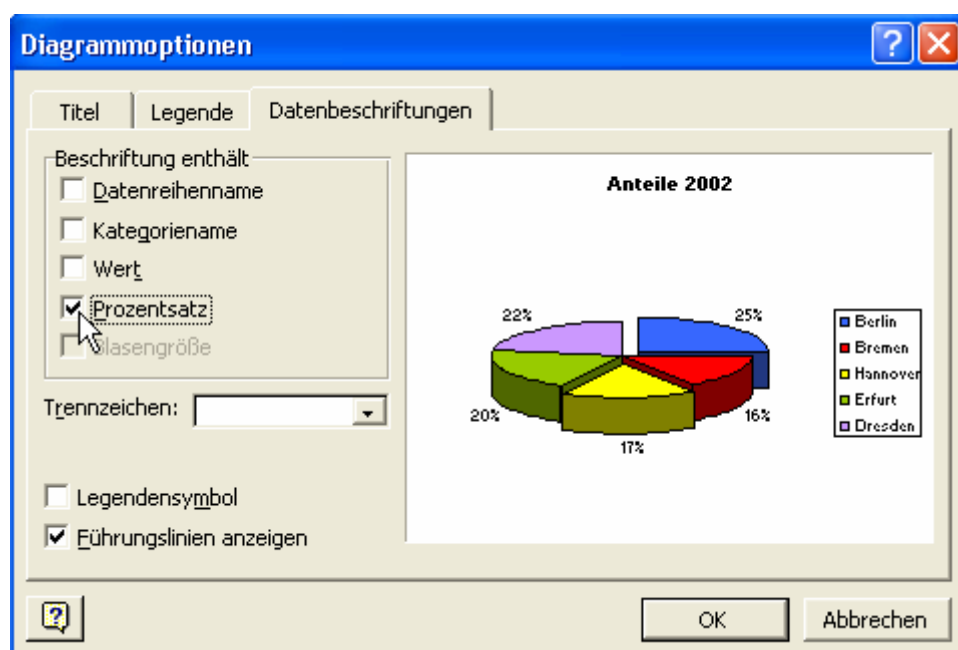 Diagrammoptionen
Titel
Legende
Datenbeschriftungen
Beschriftung enthält
Datenreihenname
Kategoriename
Wert
Prozentsatz
Blasengröße
Trennzeichen:
Legendensymbol
Führungslinien anzeigen
Anteile 2002
22%
25%
20%
16%
17%
Berlin
Bremen
Hannover
Erfurt
Dresden
OK
Abbrechen